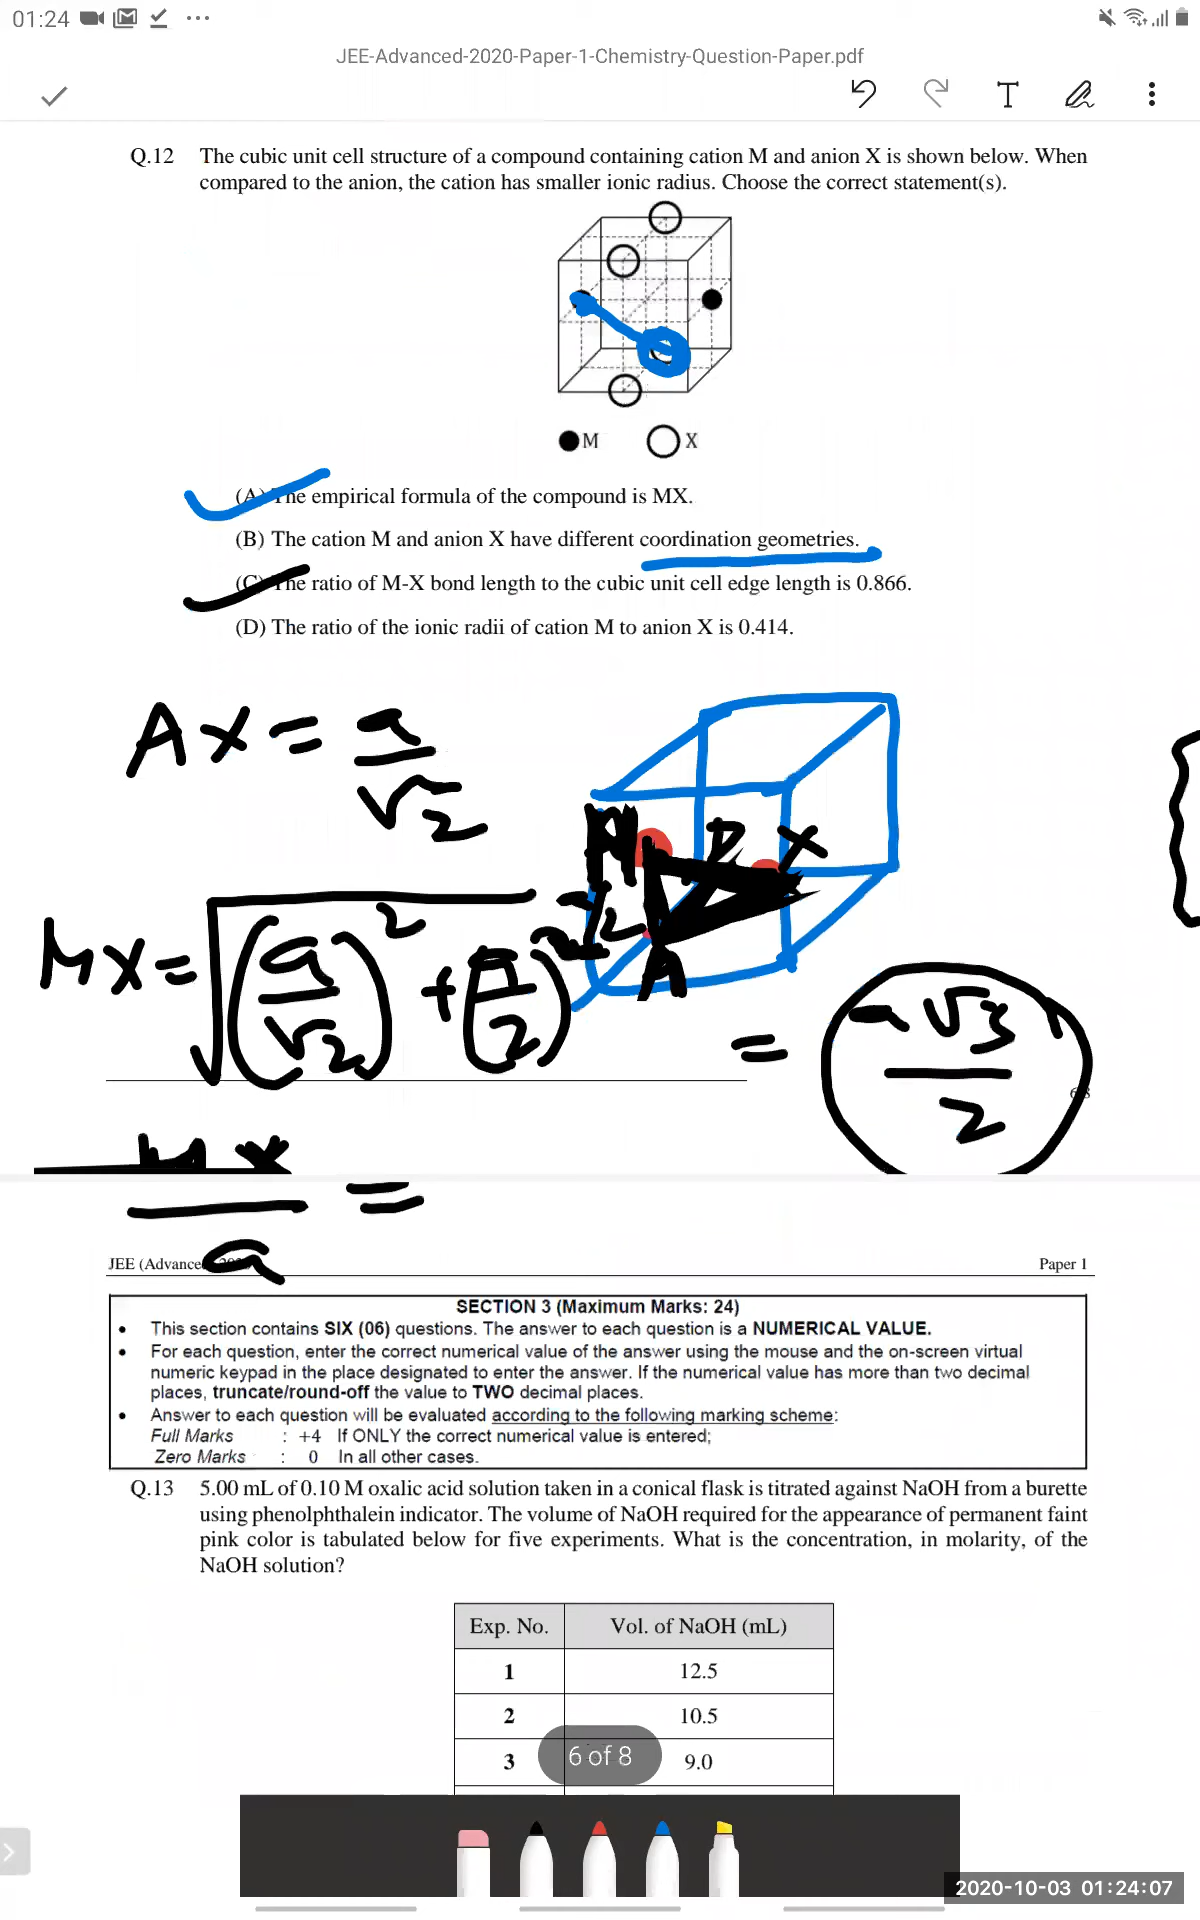 01:24
JEE-Advanced-2020-Paper-1-Chemistry-Question-Paper.pdf
T
Q.12 The cubic unit cell structure of a compound containing cation M and anion X is shown below. When
compared to the anion, the cation has smaller ionic radius. Choose the correct statement(s).
M X
(A) The empirical formula of the compound is MX.
(B) The cation M and anion X have different coordination geometries.
(C) The ratio of M-X bond length to the cubic unit cell edge length is 0.866.
(D) The ratio of the ionic radii of cation M to anion X is 0.414.
AX = a/√2
M X
A
MX = √((a/√2)² + (a/2)²) = a√3/2
MX/a =
JEE (Advance Paper 1
SECTION 3 (Maximum Marks: 24)
• This section contains SIX (06) questions. The answer to each question is a NUMERICAL VALUE.
• For each question, enter the correct numerical value of the answer using the mouse and the on-screen virtual
numeric keypad in the place designated to enter the answer. If the numerical value has more than two decimal
places, truncate/round-off the value to TWO decimal places.
• Answer to each question will be evaluated according to the following marking scheme:
Full Marks : +4 If ONLY the correct numerical value is entered;
Zero Marks : 0 In all other cases.
Q.13 5.00 mL of 0.10 M oxalic acid solution taken in a conical flask is titrated against NaOH from a burette
using phenolphthalein indicator. The volume of NaOH required for the appearance of permanent faint
pink color is tabulated below for five experiments. What is the concentration, in molarity, of the
NaOH solution?
Exp. No. Vol. of NaOH (mL)
1 12.5
2 10.5
3 9.0
6 of 8
2020-10-03 01:24:07